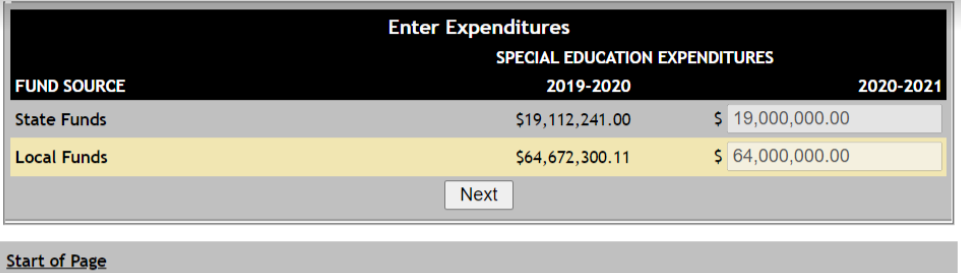 Enter Expenditures
SPECIAL EDUCATION EXPENDITURES
FUND SOURCE 2019-2020 2020-2021
State Funds $19,112,241.00 $ 19,000,000.00
Local Funds $64,672,300.11 $ 64,000,000.00
Next
Start of Page